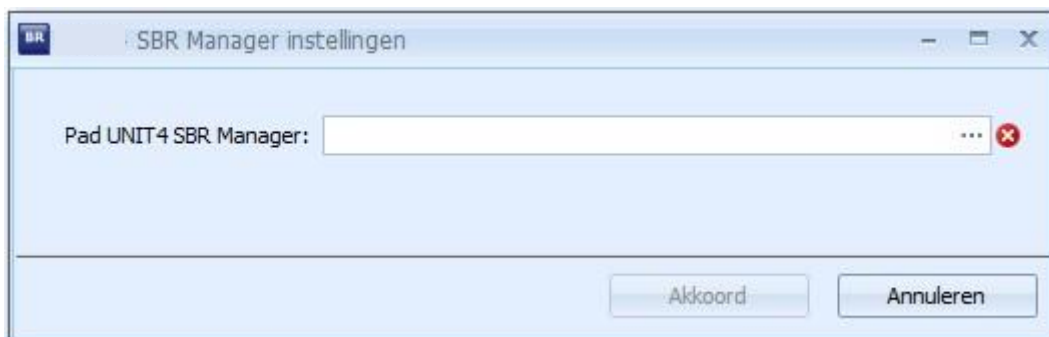 BR
SBR Manager instellingen
Pad UNIT4 SBR Manager:
...
Akkoord
Annuleren